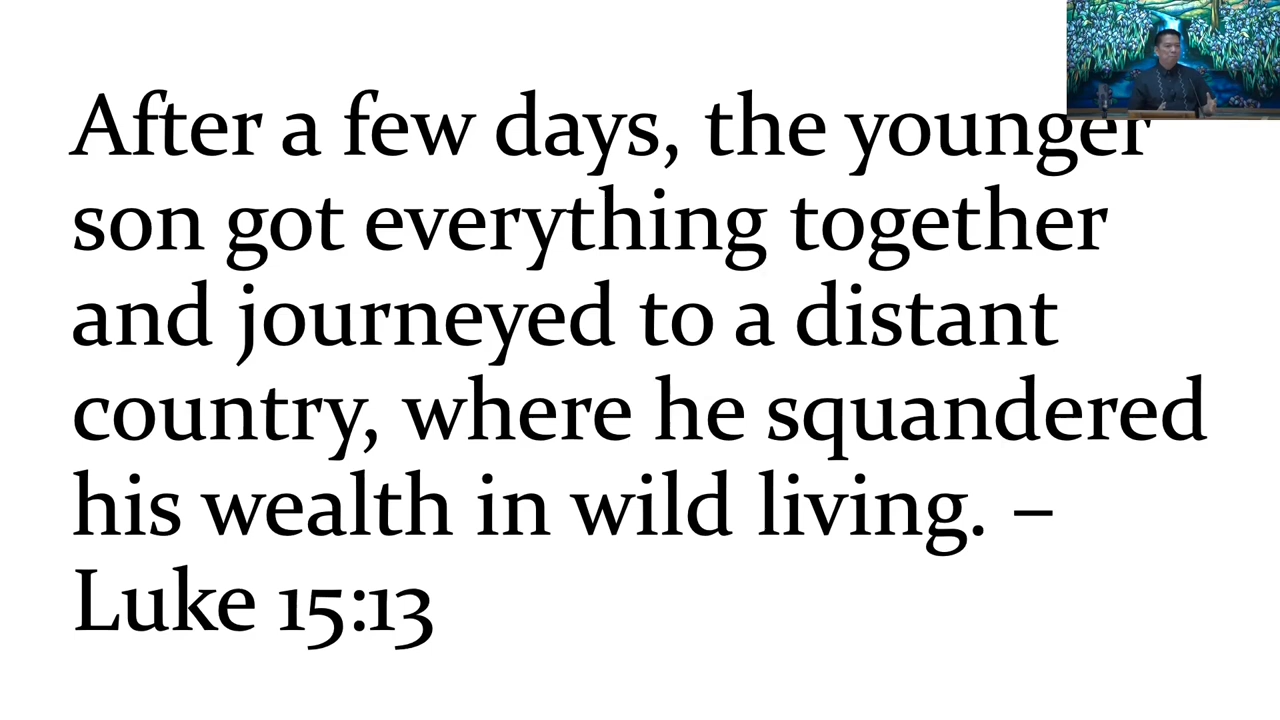 After a few days, the younger
son got everything together
and journeyed to a distant
country, where he squandered
his wealth in wild living. –
Luke 15:13